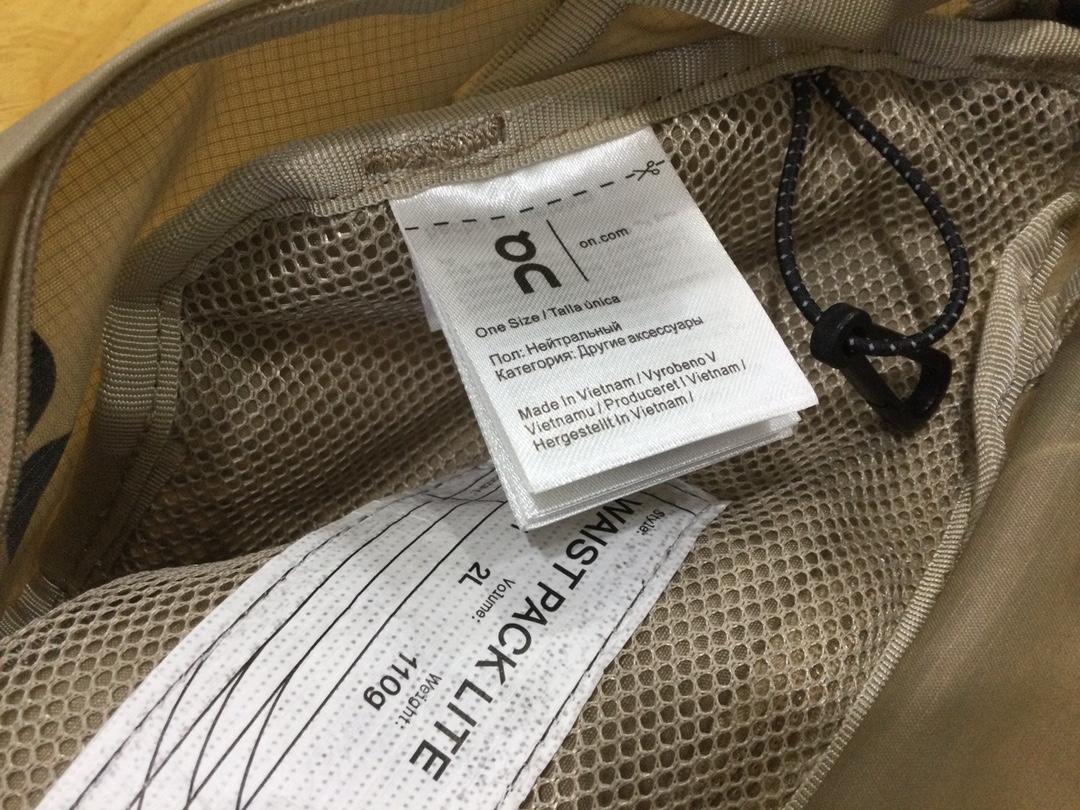 on
on.com
One Size / Talla única
Пол: Нейтральный
Категория: Другие аксессуары
Made In Vietnam / Vyrobeno V
Vietnamu / Produceret I Vietnam /
Hergestellt In Vietnam /
Style:
WAIST PACK LITE
Volume:
2L
Weight:
110g